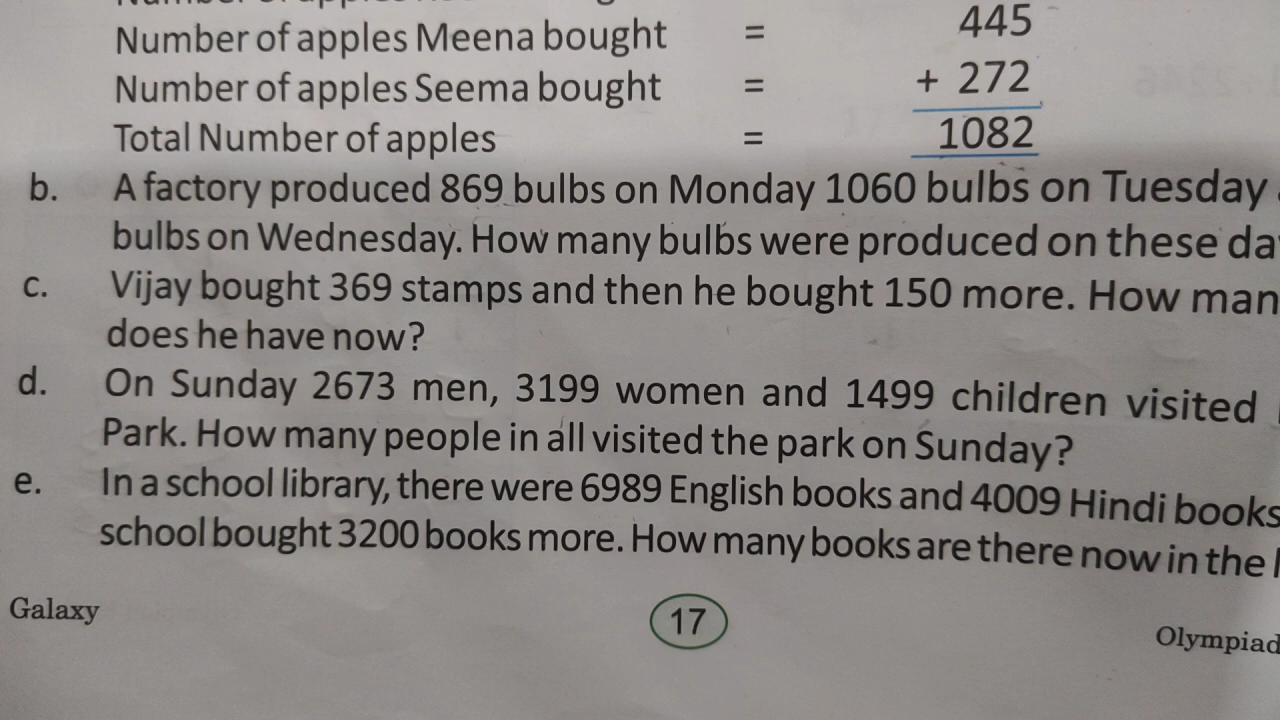 Number of apples Meena bought = 445
Number of apples Seema bought = + 272
Total Number of apples = 1082
b. A factory produced 869 bulbs on Monday 1060 bulbs on Tuesday
bulbs on Wednesday. How many bulbs were produced on these
c. Vijay bought 369 stamps and then he bought 150 more. How
does he have now?
d. On Sunday 2673 men, 3199 women and 1499 children visited
Park. How many people in all visited the park on Sunday?
e. In a school library, there were 6989 English books and 4009 Hindi books
school bought 3200 books more. How many books are there now in the
Galaxy 17 Olympiad